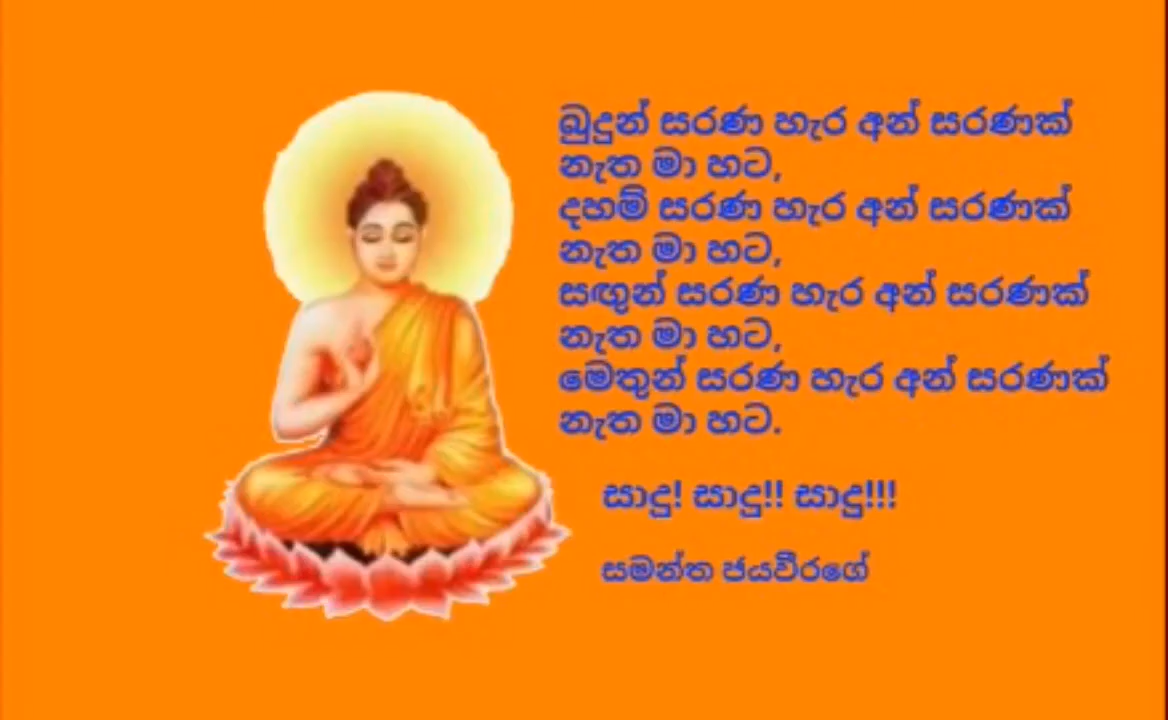 බුදුන් සරණ හැර අන් සරණක්
නැත මා හට,
දහම් සරණ හැර අන් සරණක්
නැත මා හට,
සඟුන් සරණ හැර අන් සරණක්
නැත මා හට,
මෙතුන් සරණ හැර අන් සරණක්
නැත මා හට.
සාදු! සාදු!! සාදු!!!
සමන්ත ජයවීරගේ